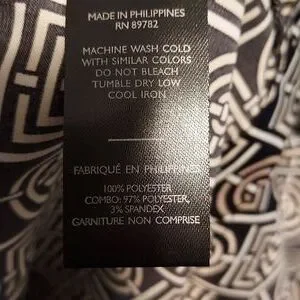 MADE IN PHILIPPINES
RN 89782
MACHINE WASH COLD
WITH SIMILAR COLORS
DO NOT BLEACH
TUMBLE DRY LOW
COOL IRON
FABRIQUÉ EN PHILIPPINES
100% POLYESTER
COMBO: 97% POLYESTER,
3% SPANDEX
GARNITURE NON COMPRISE